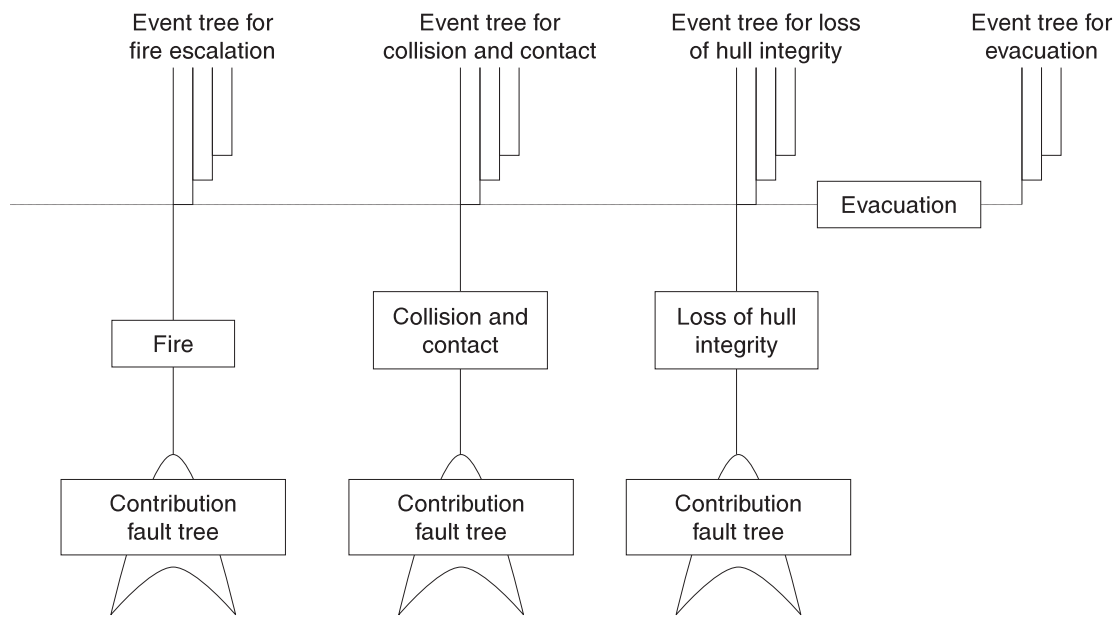 Event tree for
fire escalation
Event tree for
collision and contact
Event tree for loss
of hull integrity
Event tree for
evacuation
Evacuation
Fire
Collision and
contact
Loss of hull
integrity
Contribution
fault tree
Contribution
fault tree
Contribution
fault tree